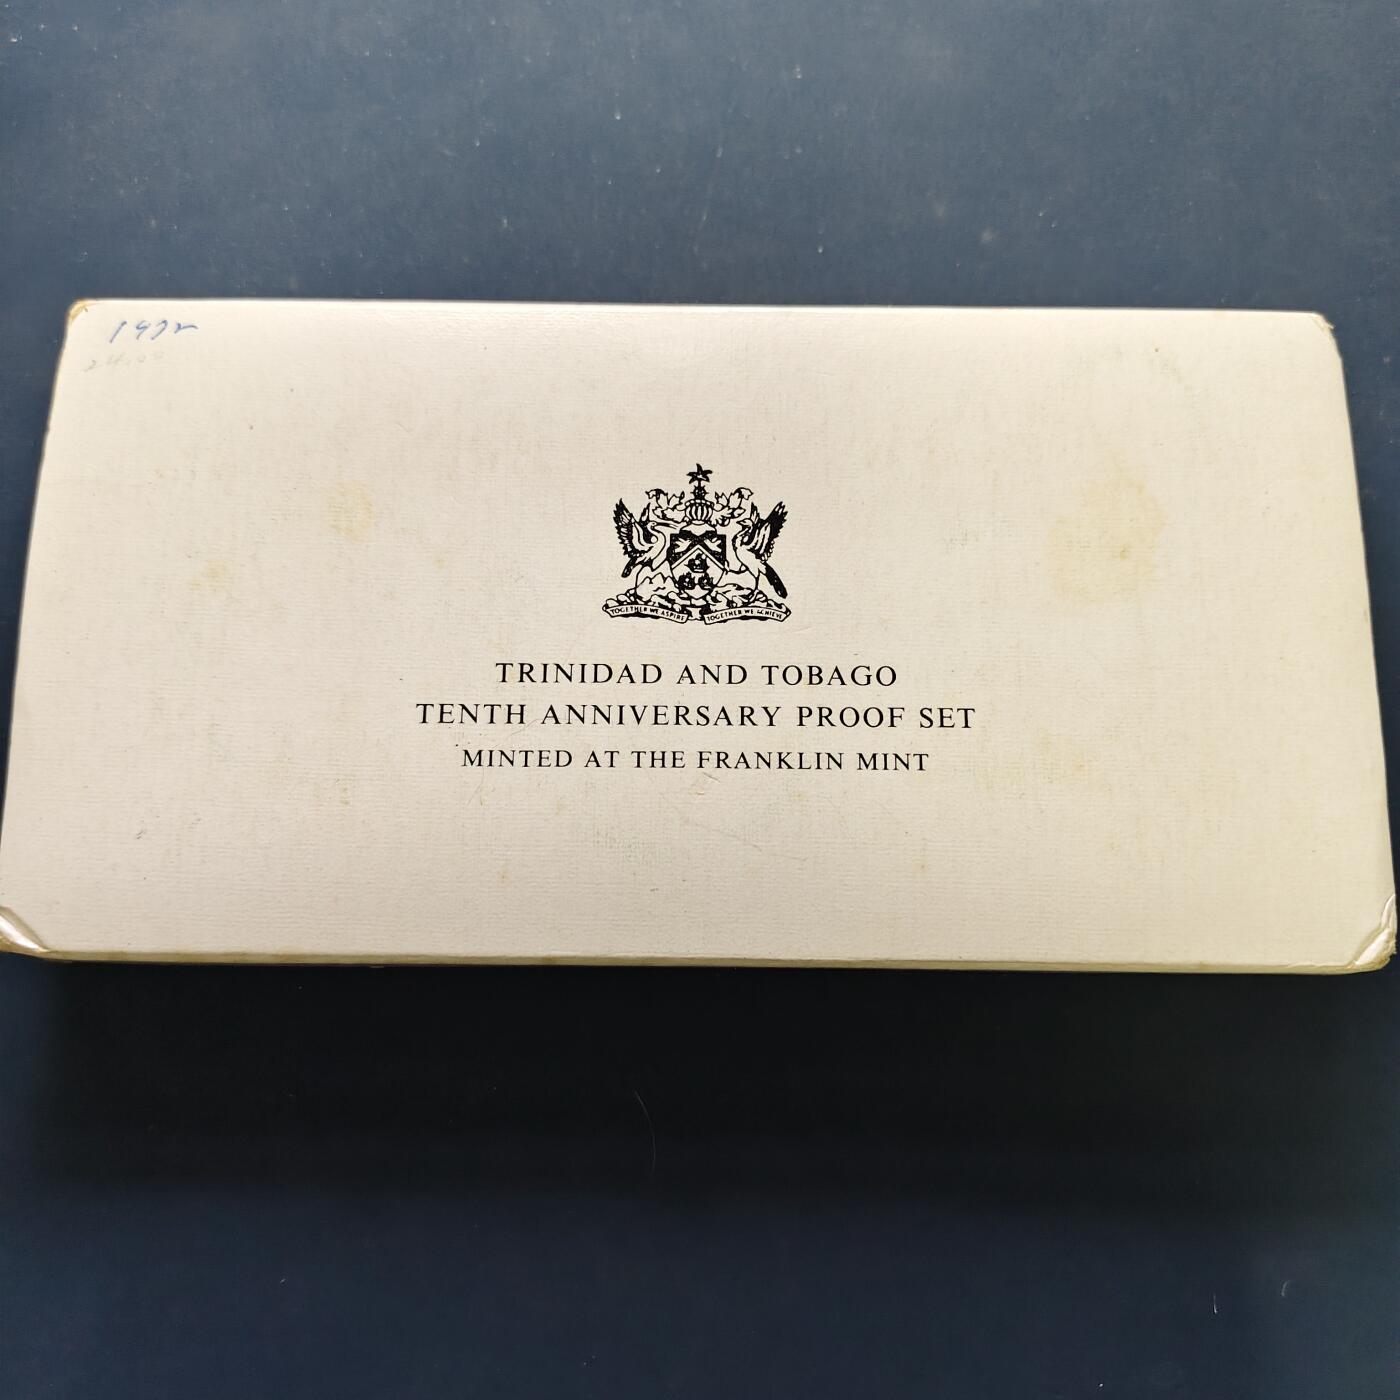 1972
TOGETHER WE ASPIRE TOGETHER WE ACHIEVE
TRINIDAD AND TOBAGO
TENTH ANNIVERSARY PROOF SET
MINTED AT THE FRANKLIN MINT